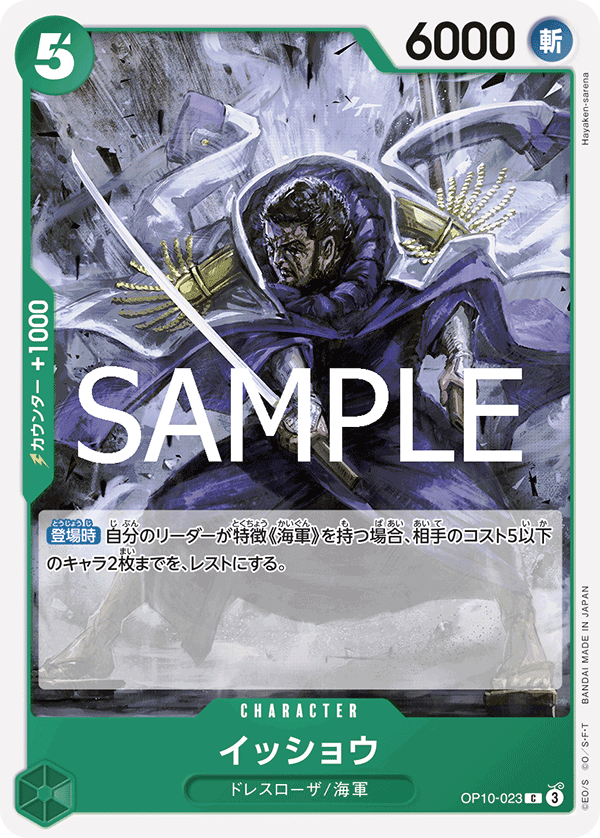 5
6000
斬
Hayaken-sarena
カウンター +1000
SAMPLE
登場時 自分のリーダーが特徴《海軍》を持つ場合、相手のコスト5以下
のキャラ2枚までを、レストにする。
CHARACTER
イッショウ
ドレスローザ/海軍
OP10-023 C 3
©EO/S ©O/S・F・T BANDAI MADE IN JAPAN